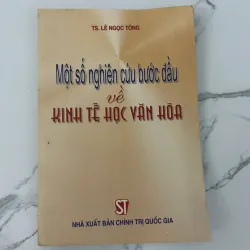 TS. LÊ NGỌC TÒNG
Một số nghiên cứu bước đầu
về
KINH TẾ HỌC VĂN HÓA
ST
NHÀ XUẤT BẢN CHÍNH TRỊ QUỐC GIA